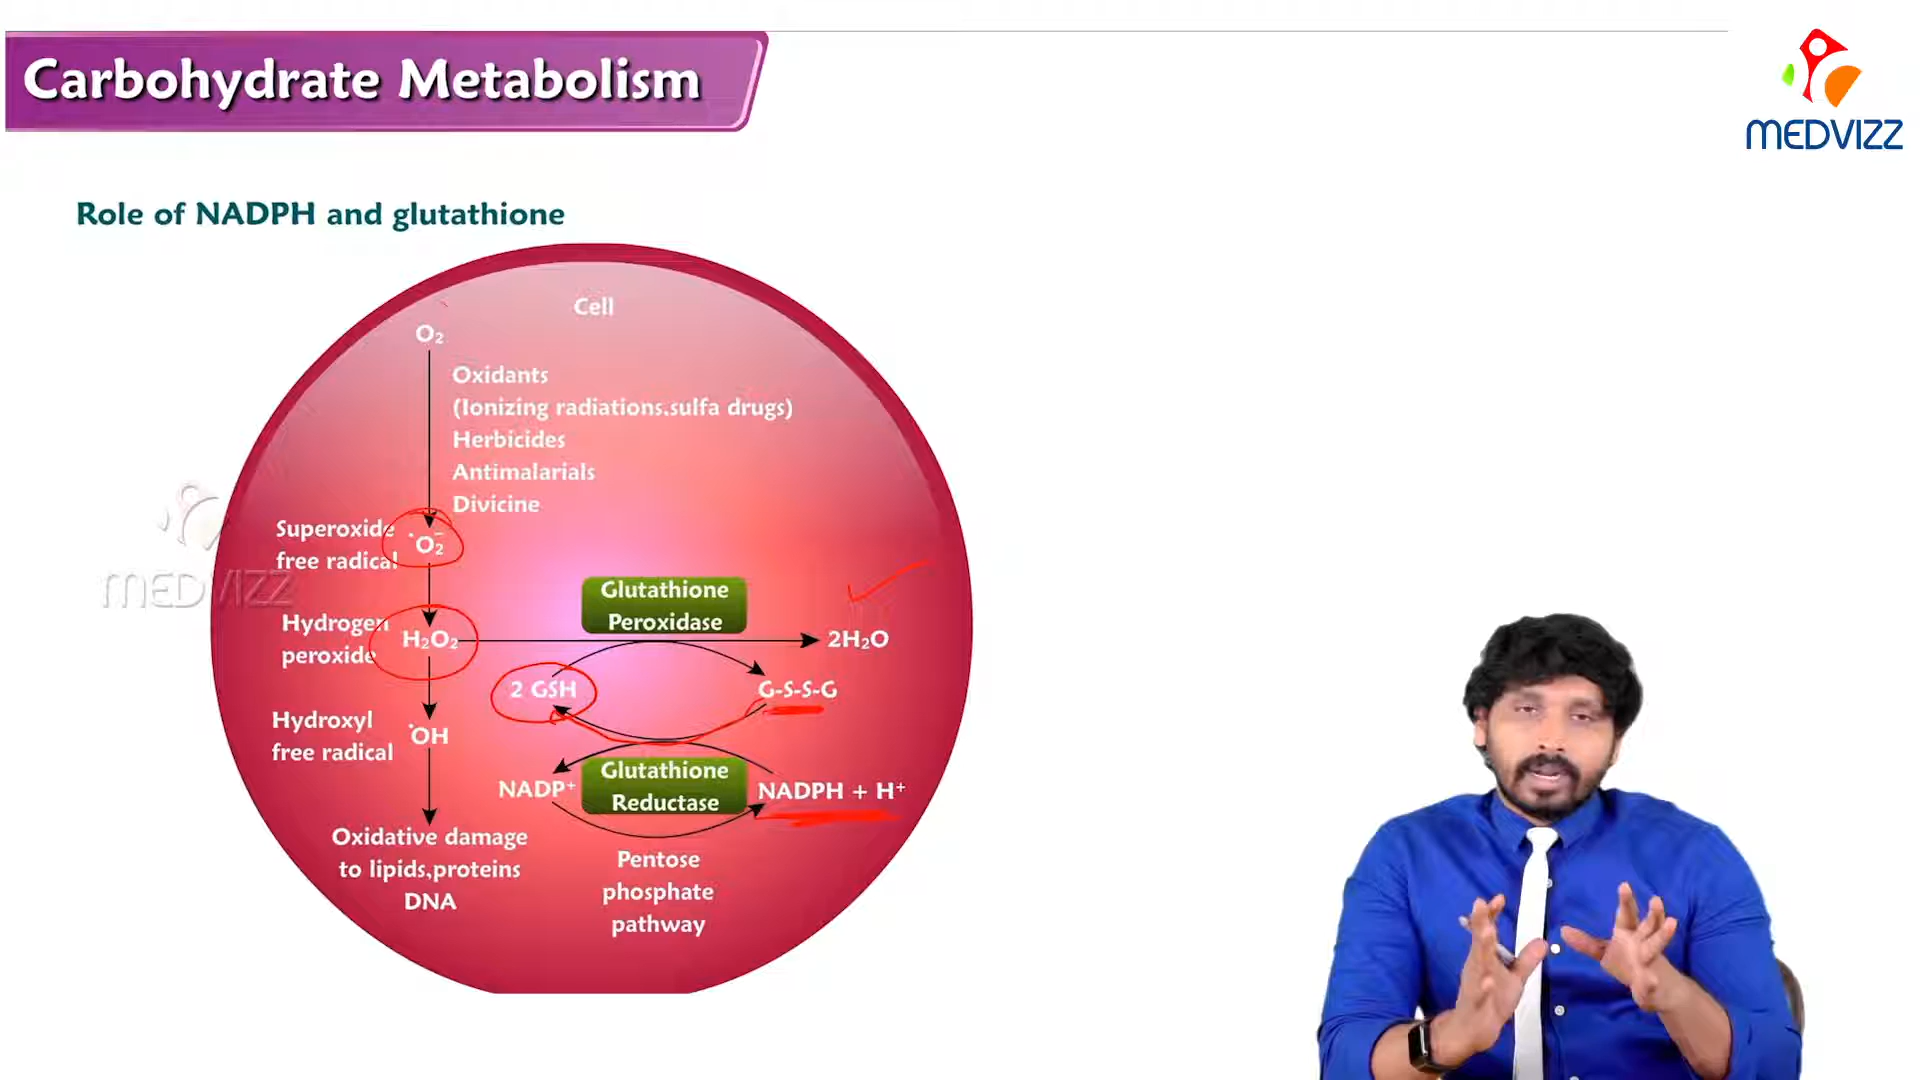 Carbohydrate Metabolism
MEDVIZZ
Role of NADPH and glutathione
Cell
O₂
Oxidants
(Ionizing radiations.sulfa drugs)
Herbicides
Antimalarials
Divicine
Superoxide
free radical
˙O₂⁻
MEDVIZZ
Glutathione
Peroxidase
Hydrogen
peroxide
H₂O₂
2H₂O
2 GSH
G-S-S-G
Hydroxyl
free radical
˙OH
Glutathione
Reductase
NADP⁺
NADPH + H⁺
Oxidative damage
to lipids,proteins
DNA
Pentose
phosphate
pathway